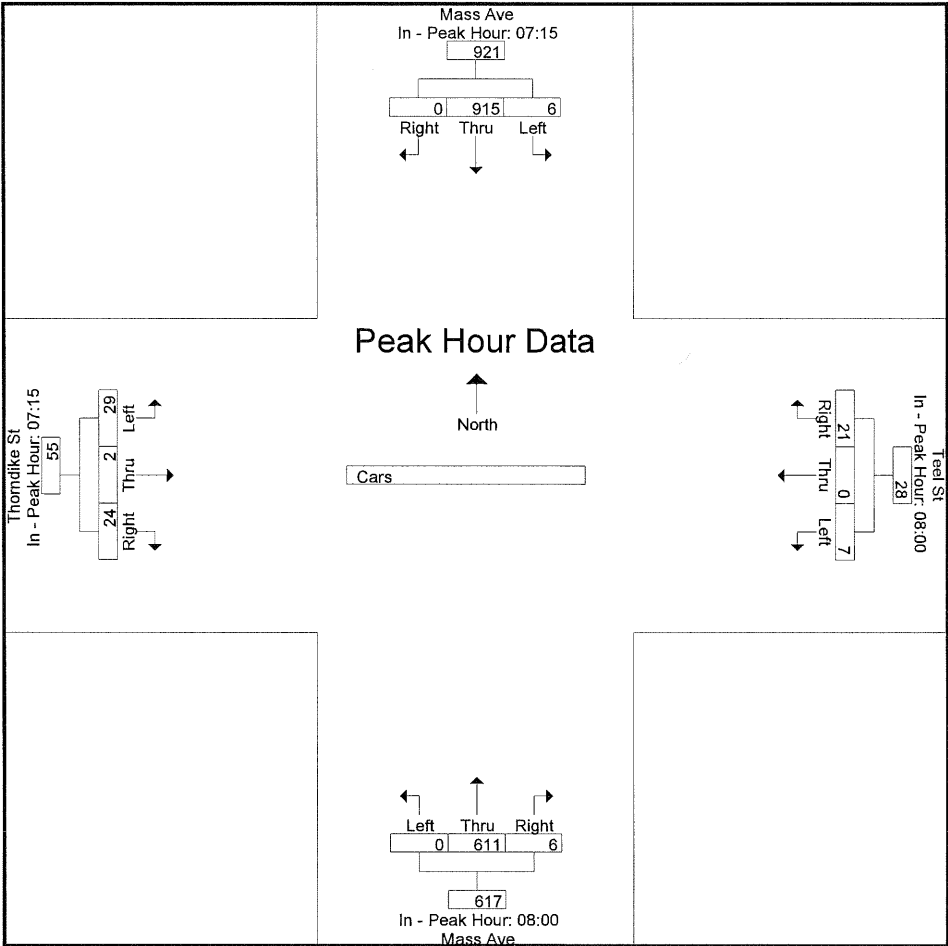 Mass Ave
In - Peak Hour: 07:15
921
0 915 6
Right Thru Left
Peak Hour Data
North
Cars
Thorndike St
In - Peak Hour: 07:15
55
29 2 24
Left Thru Right
Teel St
In - Peak Hour: 08:00
28
21 0 7
Right Thru Left
Left Thru Right
0 611 6
617
In - Peak Hour: 08:00
Mass Ave